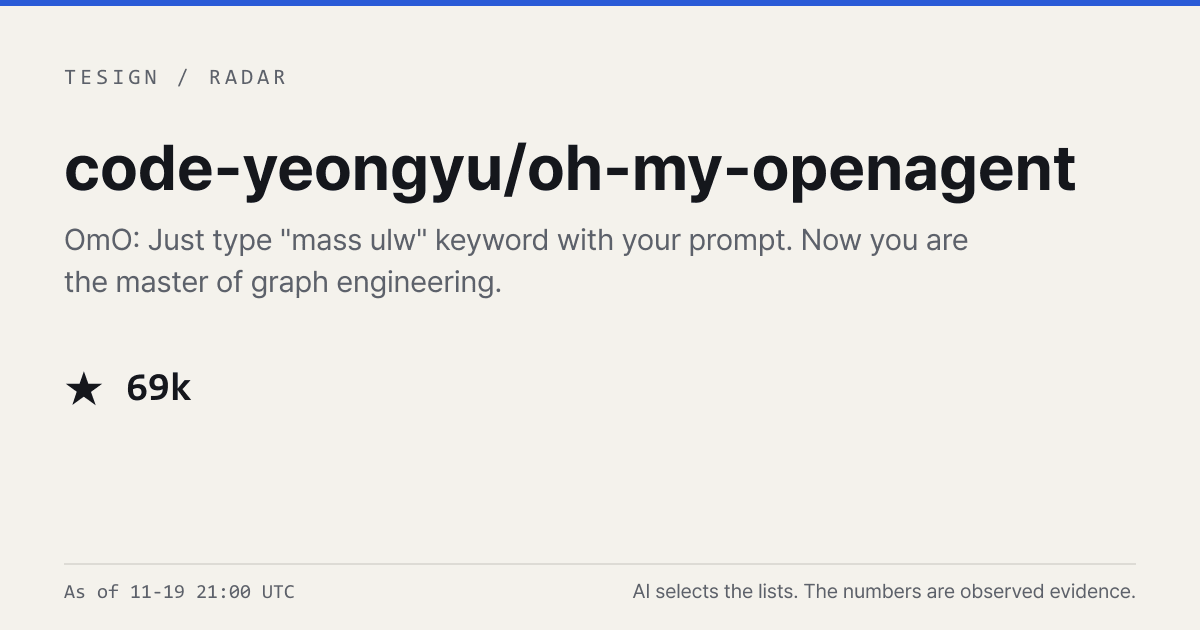 TESIGN / RADAR
code-yeongyu/oh-my-openagent
OmO: Just type "mass ulw" keyword with your prompt. Now you are
the master of graph engineering.
★ 69k
As of 11-19 21:00 UTC
AI selects the lists. The numbers are observed evidence.